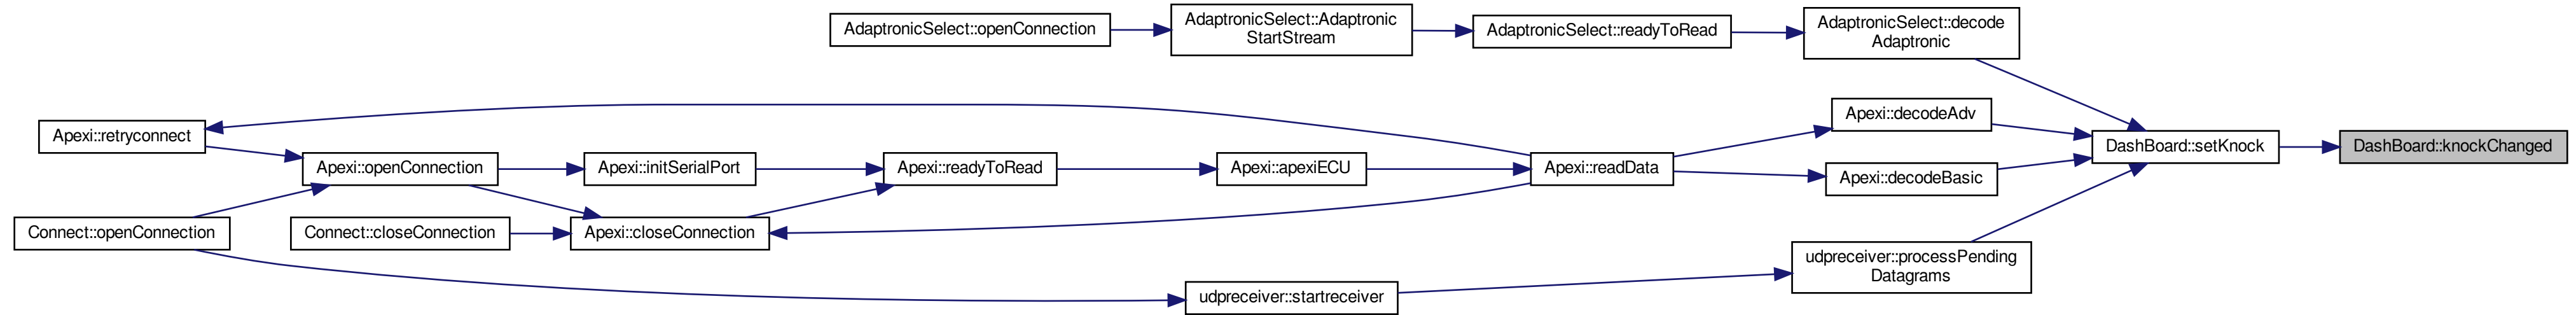 AdaptronicSelect::openConnection
AdaptronicSelect::Adaptronic
StartStream
AdaptronicSelect::readyToRead
AdaptronicSelect::decode
Adaptronic
Apexi::retryconnect
Apexi::openConnection
Apexi::initSerialPort
Apexi::readyToRead
Apexi::apexiECU
Apexi::readData
Apexi::decodeAdv
Apexi::decodeBasic
DashBoard::setKnock
DashBoard::knockChanged
Connect::openConnection
Connect::closeConnection
Apexi::closeConnection
udpreceiver::startreceiver
udpreceiver::processPending
Datagrams